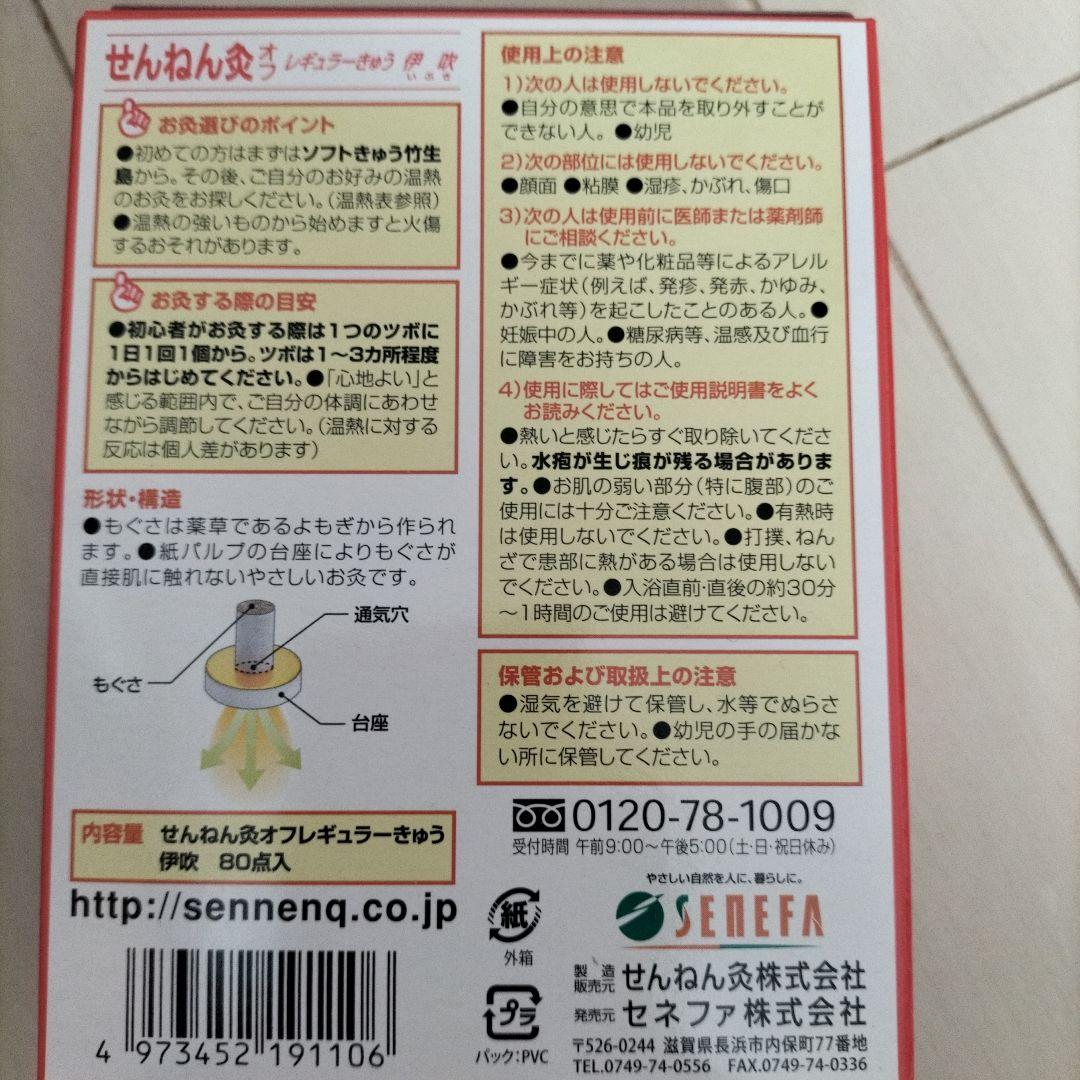 せんねん灸オフ レギュラーきゅう 伊吹
いぶき
お灸選びのポイント
●初めての方はまずはソフトきゅう竹生
島から。その後、ご自分のお好みの温熱
のお灸をお探しください。(温熱表参照)
●温熱の強いものから始めますと火傷
するおそれがあります。
お灸する際の目安
●初心者がお灸する際は1つのツボに
1日1回1個から。ツボは1〜3カ所程度
からはじめてください。●「心地よい」と
感じる範囲内で、ご自分の体調にあわせ
ながら調節してください。(温熱に対する
反応は個人差があります)
形状・構造
●もぐさは薬草であるよもぎから作られ
ます。●紙パルプの台座によりもぐさが
直接肌に触れないやさしいお灸です。
通気穴
もぐさ
台座
内容量 せんねん灸オフレギュラーきゅう
伊吹 80点入
http://sennenq.co.jp
4 973452 191106
使用上の注意
1)次の人は使用しないでください。
●自分の意思で本品を取り外すことが
できない人。●幼児
2)次の部位には使用しないでください。
●顔面 ●粘膜 ●湿疹、かぶれ、傷口
3)次の人は使用前に医師または薬剤師
にご相談ください。
●今までに薬や化粧品等によるアレル
ギー症状(例えば、発疹、発赤、かゆみ、
かぶれ等)を起こしたことのある人。●
妊娠中の人。●糖尿病等、温感及び血行
に障害をお持ちの人。
4)使用に際してはご使用説明書をよく
お読みください。
●熱いと感じたらすぐ取り除いてくださ
い。水疱が生じ痕が残る場合がありま
す。●お肌の弱い部分(特に腹部)のご
使用には十分ご注意ください。●有熱時
は使用しないでください。●打撲、ねん
ざで患部に熱がある場合は使用しない
でください。●入浴直前・直後の約30分
〜1時間のご使用は避けてください。
保管および取扱上の注意
●湿気を避けて保管し、水等でぬらさ
ないでください。●幼児の手の届かな
い所に保管してください。
0120-78-1009
受付時間 午前9:00〜午後5:00(土・日・祝日休み)
やさしい自然を人に、暮らしに。
SENEFA
紙
外箱
プラ
パック:PVC
製造販売元 せんねん灸株式会社
発売元 セネファ株式会社
〒526-0244 滋賀県長浜市内保町77番地
TEL.0749-74-0556 FAX.0749-74-0336